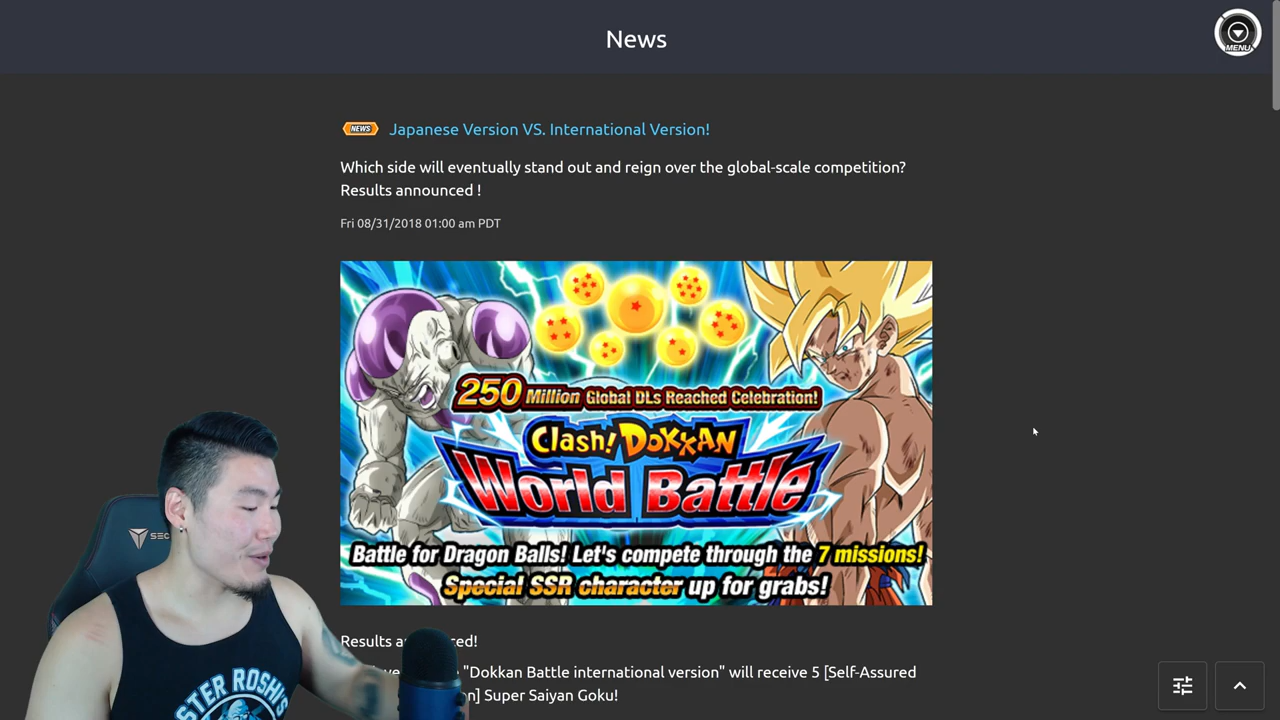 News
MENU
NEWS Japanese Version VS. International Version!
Which side will eventually stand out and reign over the global-scale competition?
Results announced !
Fri 08/31/2018 01:00 am PDT
250 Million Global DLs Reached Celebration!
Clash! DOKKAN
World Battle
Battle for Dragon Balls! Let's compete through the 7 missions!
Special SSR character up for grabs!
Results
"Dokkan Battle international version" will receive 5 [Self-Assured
Super Saiyan Goku!
SEC
ROSHI'S